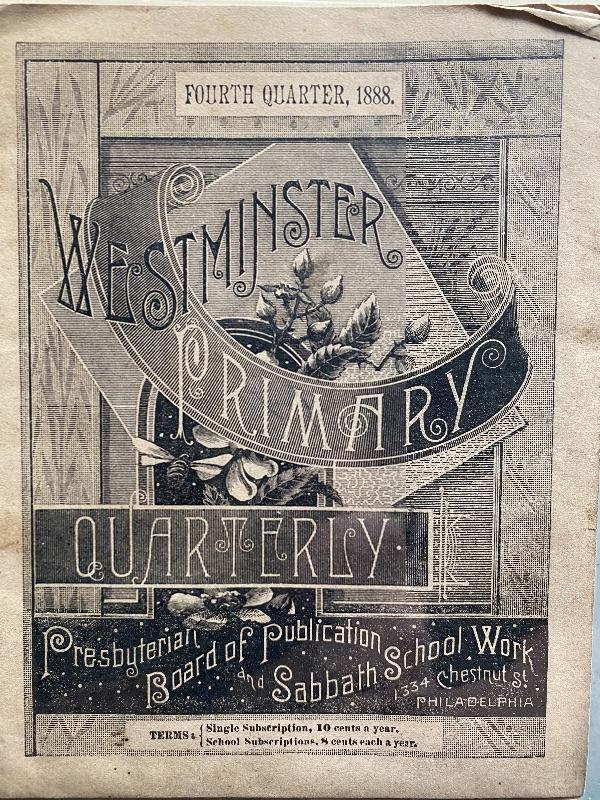 FOURTH QUARTER, 1888.
WESTMINSTER
PRIMARY
QUARTERLY.
Presbyterian Board of Publication
and Sabbath School Work
1334 Chestnut St.
PHILADELPHIA
TERMS: { Single Subscription, 10 cents a year.
School Subscriptions, 8 cents each a year.